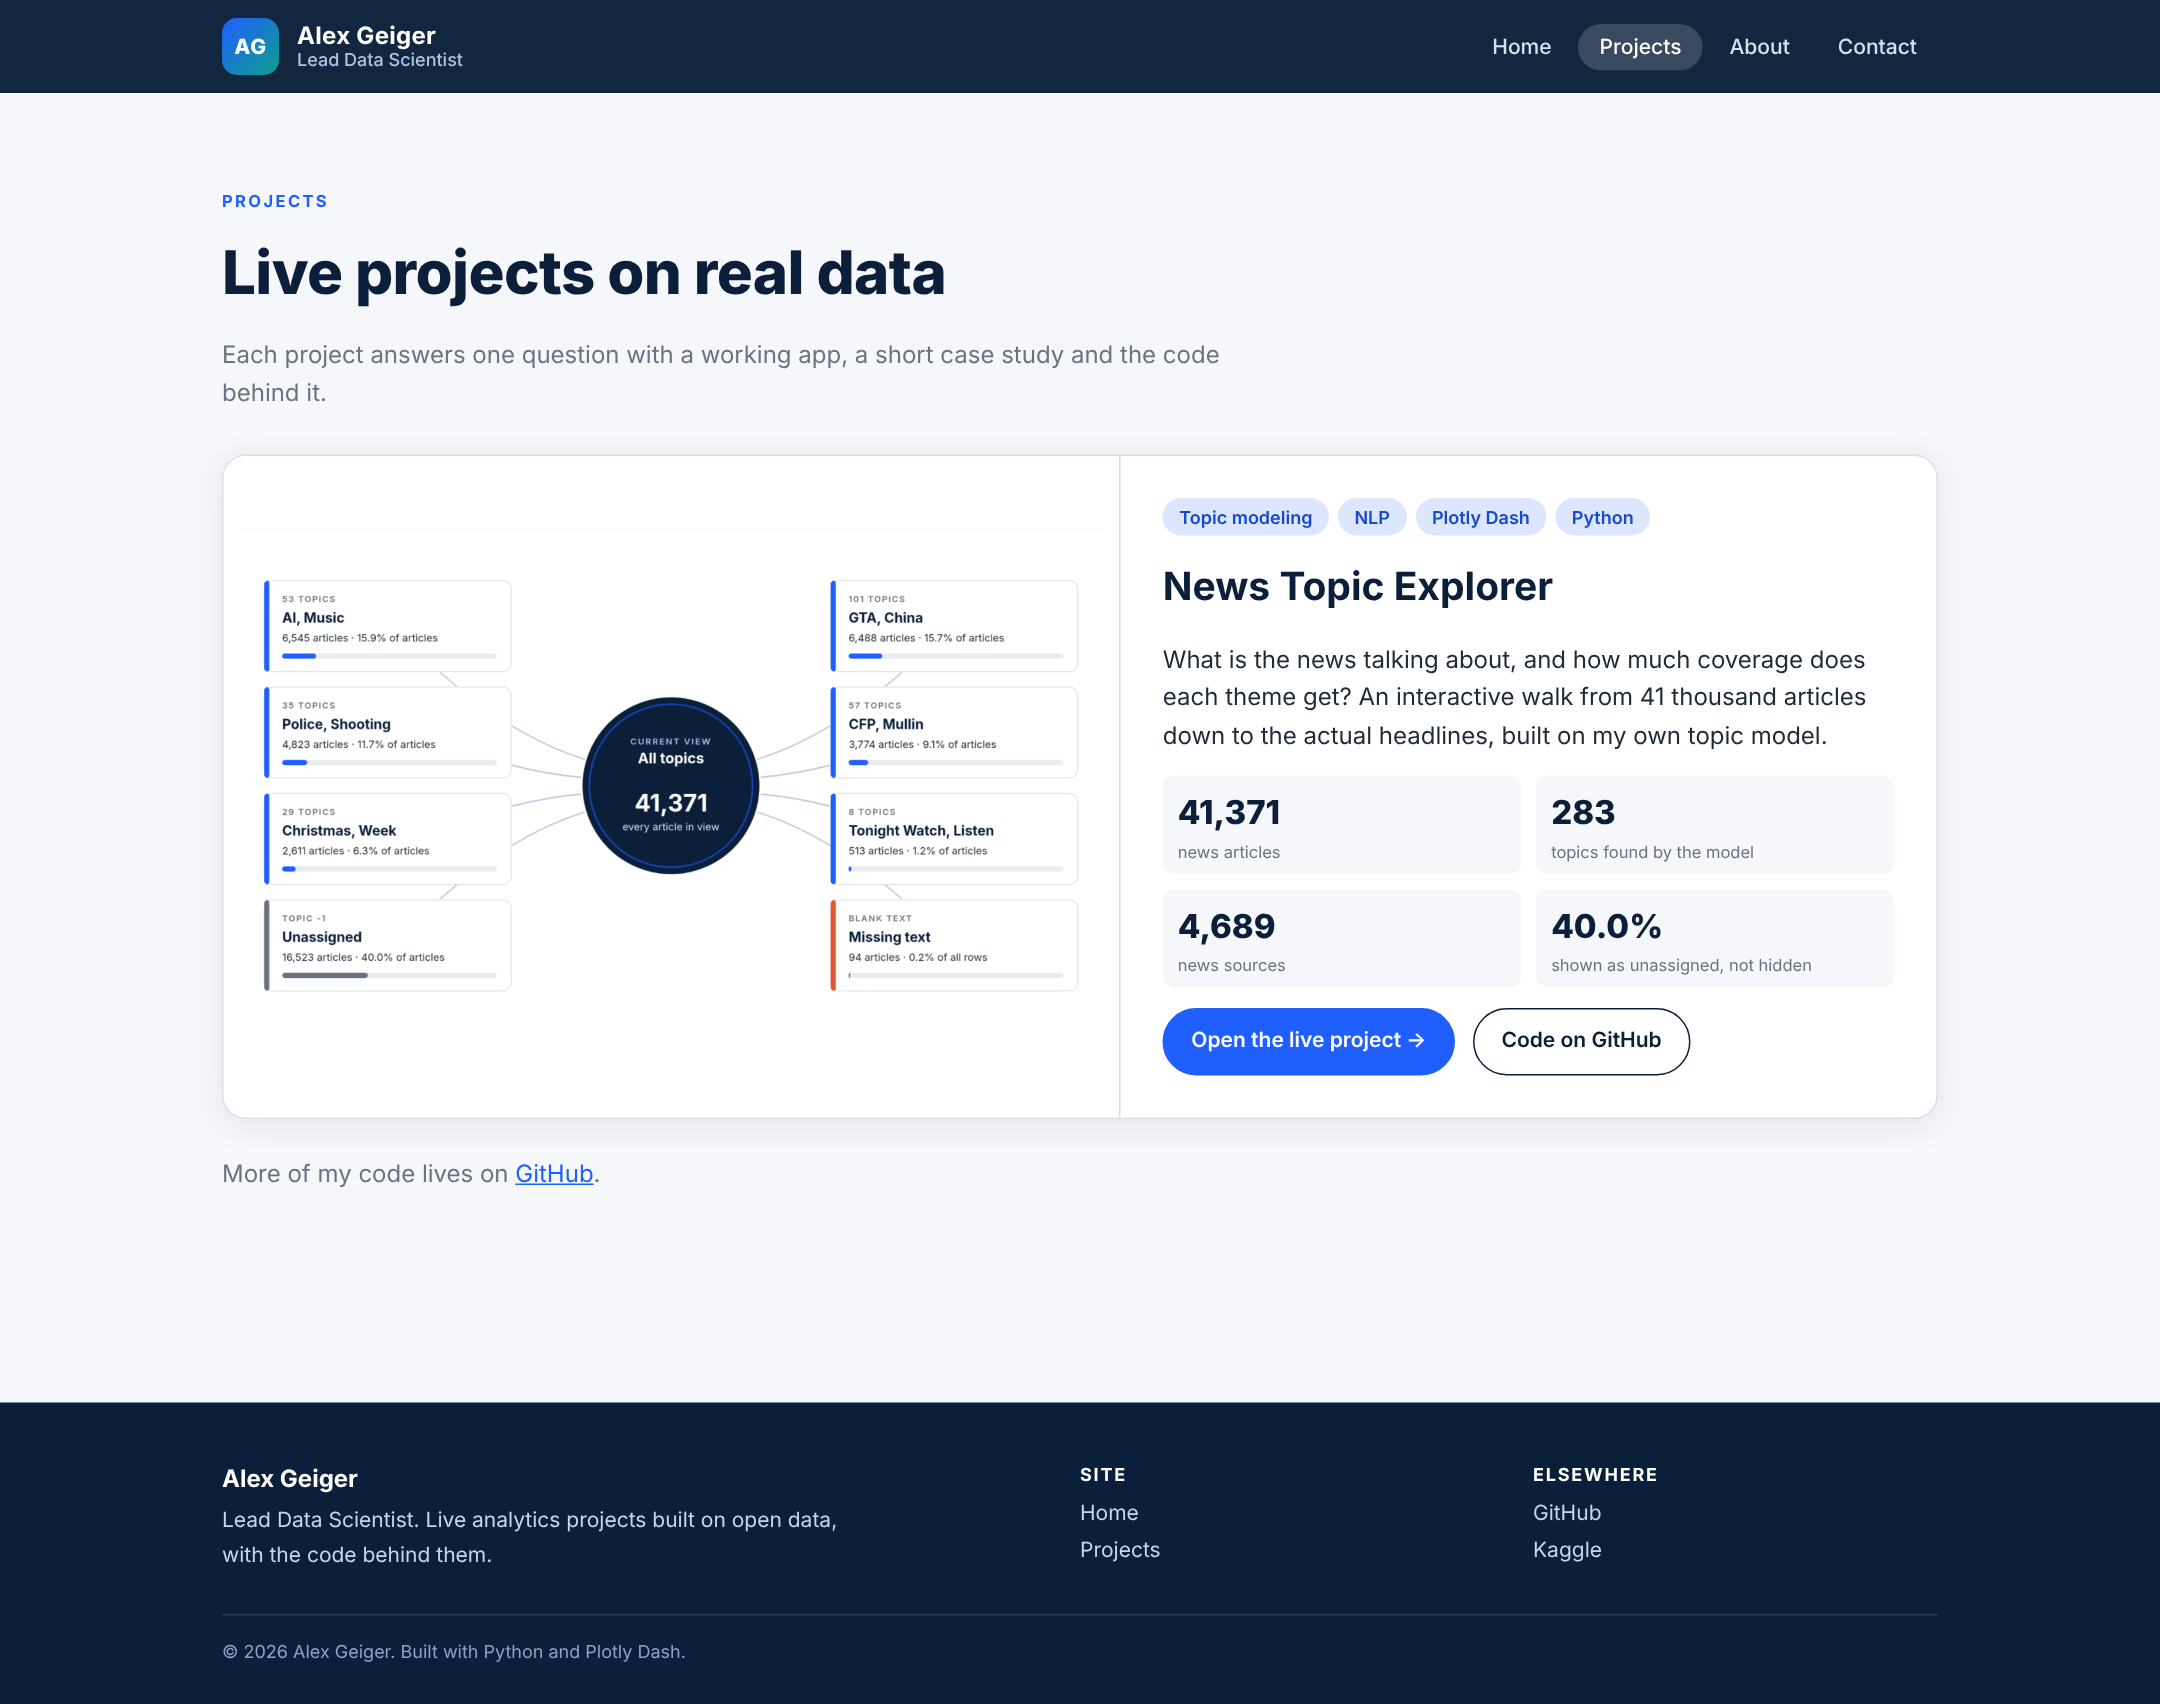 AG
Alex Geiger
Lead Data Scientist
Home
Projects
About
Contact
PROJECTS
Live projects on real data
Each project answers one question with a working app, a short case study and the code
behind it.
53 TOPICS
AI, Music
6,545 articles · 15.9% of articles
35 TOPICS
Police, Shooting
4,823 articles · 11.7% of articles
29 TOPICS
Christmas, Week
2,611 articles · 6.3% of articles
TOPIC -1
Unassigned
16,523 articles · 40.0% of articles
CURRENT VIEW
All topics
41,371
every article in view
101 TOPICS
GTA, China
6,488 articles · 15.7% of articles
57 TOPICS
CFP, Mullin
3,774 articles · 9.1% of articles
8 TOPICS
Tonight Watch, Listen
513 articles · 1.2% of articles
BLANK TEXT
Missing text
94 articles · 0.2% of all rows
Topic modeling
NLP
Plotly Dash
Python
News Topic Explorer
What is the news talking about, and how much coverage does
each theme get? An interactive walk from 41 thousand articles
down to the actual headlines, built on my own topic model.
41,371
news articles
283
topics found by the model
4,689
news sources
40.0%
shown as unassigned, not hidden
Open the live project →
Code on GitHub
More of my code lives on GitHub.
Alex Geiger
Lead Data Scientist. Live analytics projects built on open data,
with the code behind them.
SITE
Home
Projects
ELSEWHERE
GitHub
Kaggle
© 2026 Alex Geiger. Built with Python and Plotly Dash.